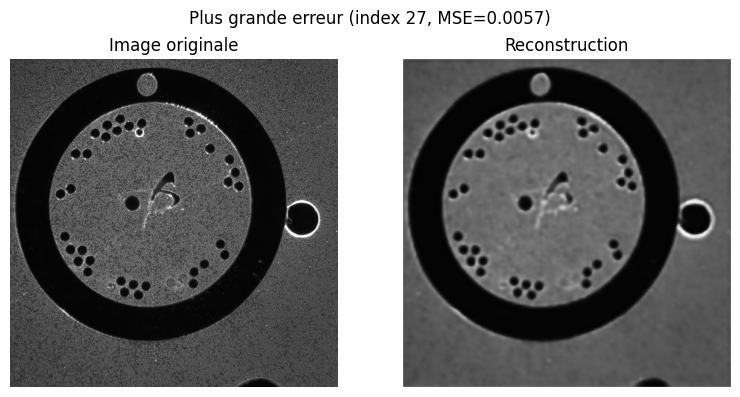 Plus grande erreur (index 27, MSE=0.0057)
Image originale
Reconstruction